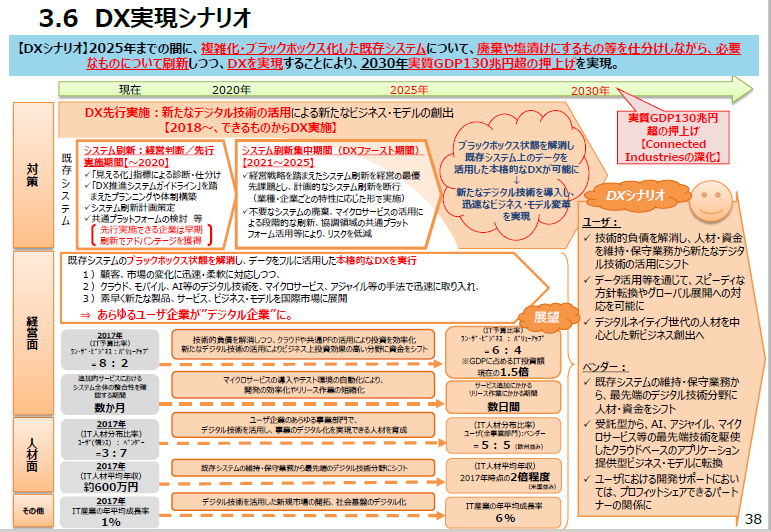 3.6 DX実現シナリオ
【DXシナリオ】2025年までの間に、複雑化・ブラックボックス化した既存システムについて、廃棄や塩漬けにするもの等を仕分けしながら、必要
なものについて刷新しつつ、DXを実現することにより、2030年実質GDP130兆円超の押上げを実現。
現在
2020年
2025年
2030年
実質GDP130兆円
超の押上げ
【Connected
Industriesの深化】
対策
既存システム
DX先行実施:新たなデジタル技術の活用による新たなビジネス・モデルの創出
【2018~、できるものからDX実施】
システム刷新:経営判断/先行
実施期間【~2020】
✓「見える化」指標による診断・仕分け
✓「DX推進システムガイドライン」を踏
まえたプランニングや体制構築
✓システム刷新計画策定
✓共通プラットフォームの検討 等
先行実施できる企業は早期
刷新でアドバンテージを獲得
システム刷新集中期間(DXファースト期間)
【2021~2025】
✓経営戦略を踏まえたシステム刷新を経営の最優
先課題とし、計画的なシステム刷新を断行
(業種・企業ごとの特性に応じた形で実施)
✓不要なシステムの廃棄、マイクロサービスの活用によ
る段階的な刷新、協調領域の共通プラット
フォーム活用等により、リスクを低減
ブラックボックス状態を解消し
既存システム上のデータを
活用した本格的なDXが可能に
↓
新たなデジタル技術を導入し、
迅速なビジネス・モデル変革
を実現
DXシナリオ
ユーザ:
✓ 技術的負債を解消し、人材・資金
を維持・保守業務から新たなデジタ
ル技術の活用にシフト
✓ データ活用等を通じて、スピーディな
方針転換やグローバル展開への対
応を可能に
✓ デジタルネイティブ世代の人材を中
心とした新ビジネス創出へ
ベンダー:
✓ 既存システムの維持・保守業務か
ら、最先端のデジタル技術分野に
人材・資金をシフト
✓ 受託型から、AI、アジャイル、マイク
ロサービス等の最先端技術を駆使し
たクラウドベースのアプリケーション
提供型ビジネス・モデルに転換
✓ ユーザにおける開発サポートにおい
ては、プロフィットシェアできるパート
ナーの関係に
経営面
既存システムのブラックボックス状態を解消し、データをフルに活用した本格的なDXを実行
1)顧客、市場の変化に迅速・柔軟に対応しつつ、
2)クラウド、モバイル、AI等のデジタル技術を、マイクロサービス、アジャイル等の手法で迅速に取り入れ、
3)素早く新たな製品、サービス、ビジネス・モデルを国際市場に展開
⇒ あらゆるユーザ企業が"デジタル企業"に。
展望
2017年
(IT予算比率)
ラン・ザ・ビジネス:バリューアップ
=8:2
技術的負債を解消しつつ、クラウドや共通PFの活用により投資を効率化
新たなデジタル技術の活用によりビジネス上投資効果の高い分野に資金をシフト
(IT予算比率)
ラン・ザ・ビジネス:バリューアップ
=6:4
※GDPに占めるIT投資額
現在の1.5倍
追加的サービスにおける
システム全体の整合性を確
認する期間
数か月
マイクロサービスの導入やテスト環境の自動化により、
開発の効率化やリリース作業の短縮化
サービス追加にかかる
リリース作業にかかる期間
数日間
人材面
2017年
(IT人材分布比率)
ユーザ(情シス):ベンダー
=3:7
ユーザ企業のあらゆる事業部門で、
デジタル技術を活用し、事業のデジタル化を実現できる人材を育成
(IT人材分布比率)
ユーザ(全事業部門):ベンダー
=5:5(欧州並み)
2017年
(IT人材平均年収)
約600万円
既存システムの維持・保守業務から最先端のデジタル技術分野にシフト
(IT人材平均年収)
2017年時点の2倍程度
(米国並み)
その他
2017年
IT産業の年平均成長率
1%
デジタル技術を活用した新規市場の開拓、社会基盤のデジタル化
IT産業の年平均成長率
6%
38